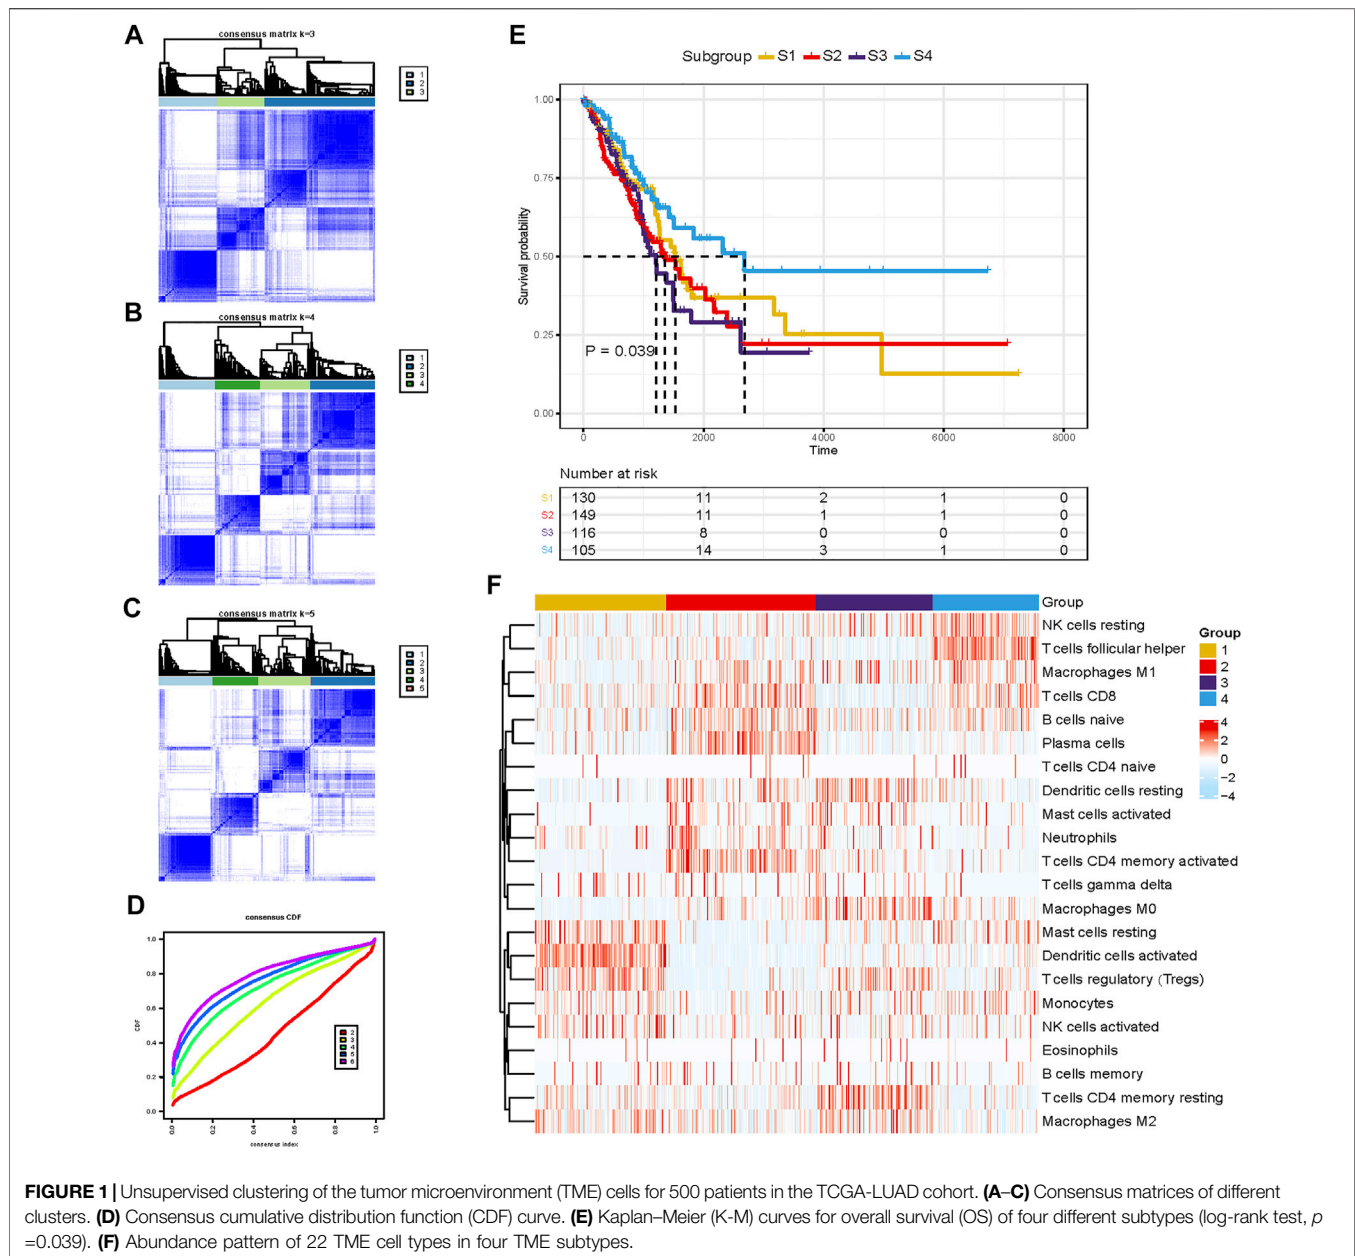 A
consensus matrix k=3
1
2
3
B
consensus matrix k=4
1
2
3
4
C
consensus matrix k=5
1
2
3
4
5
D
consensus CDF
CDF
1.0
0.8
0.6
0.4
0.2
0.0
0.0 0.2 0.4 0.6 0.8 1.0
consensus index
2
3
4
5
6
E
Subgroup S1 S2 S3 S4
Survival probability
1.00
0.75
0.50
0.25
0.00
P = 0.039
0 2000 4000 6000 8000
Time
Number at risk
S1 130 11 2 1 0
S2 149 11 1 1 0
S3 116 8 0 0 0
S4 105 14 3 1 0
F
Group
NK cells resting
T cells follicular helper
Macrophages M1
T cells CD8
B cells naive
Plasma cells
T cells CD4 naive
Dendritic cells resting
Mast cells activated
Neutrophils
T cells CD4 memory activated
T cells gamma delta
Macrophages M0
Mast cells resting
Dendritic cells activated
T cells regulatory (Tregs)
Monocytes
NK cells activated
Eosinophils
B cells memory
T cells CD4 memory resting
Macrophages M2
Group
1
2
3
4
4
2
0
−2
−4
FIGURE 1 | Unsupervised clustering of the tumor microenvironment (TME) cells for 500 patients in the TCGA-LUAD cohort. (A–C) Consensus matrices of different
clusters. (D) Consensus cumulative distribution function (CDF) curve. (E) Kaplan–Meier (K-M) curves for overall survival (OS) of four different subtypes (log-rank test, p
=0.039). (F) Abundance pattern of 22 TME cell types in four TME subtypes.